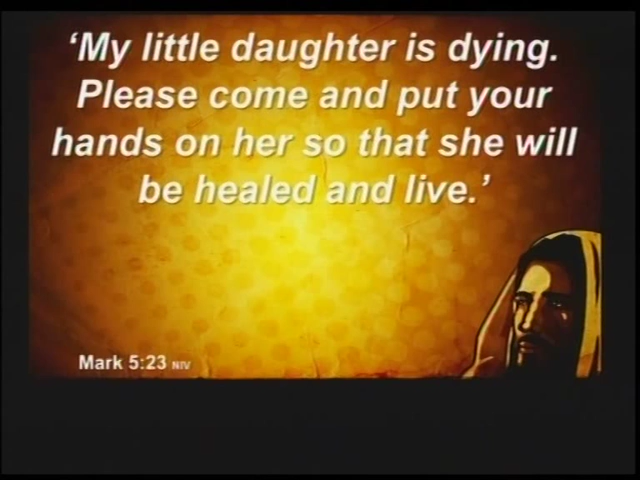 ‘My little daughter is dying.
Please come and put your
hands on her so that she will
be healed and live.’
Mark 5:23 NIV